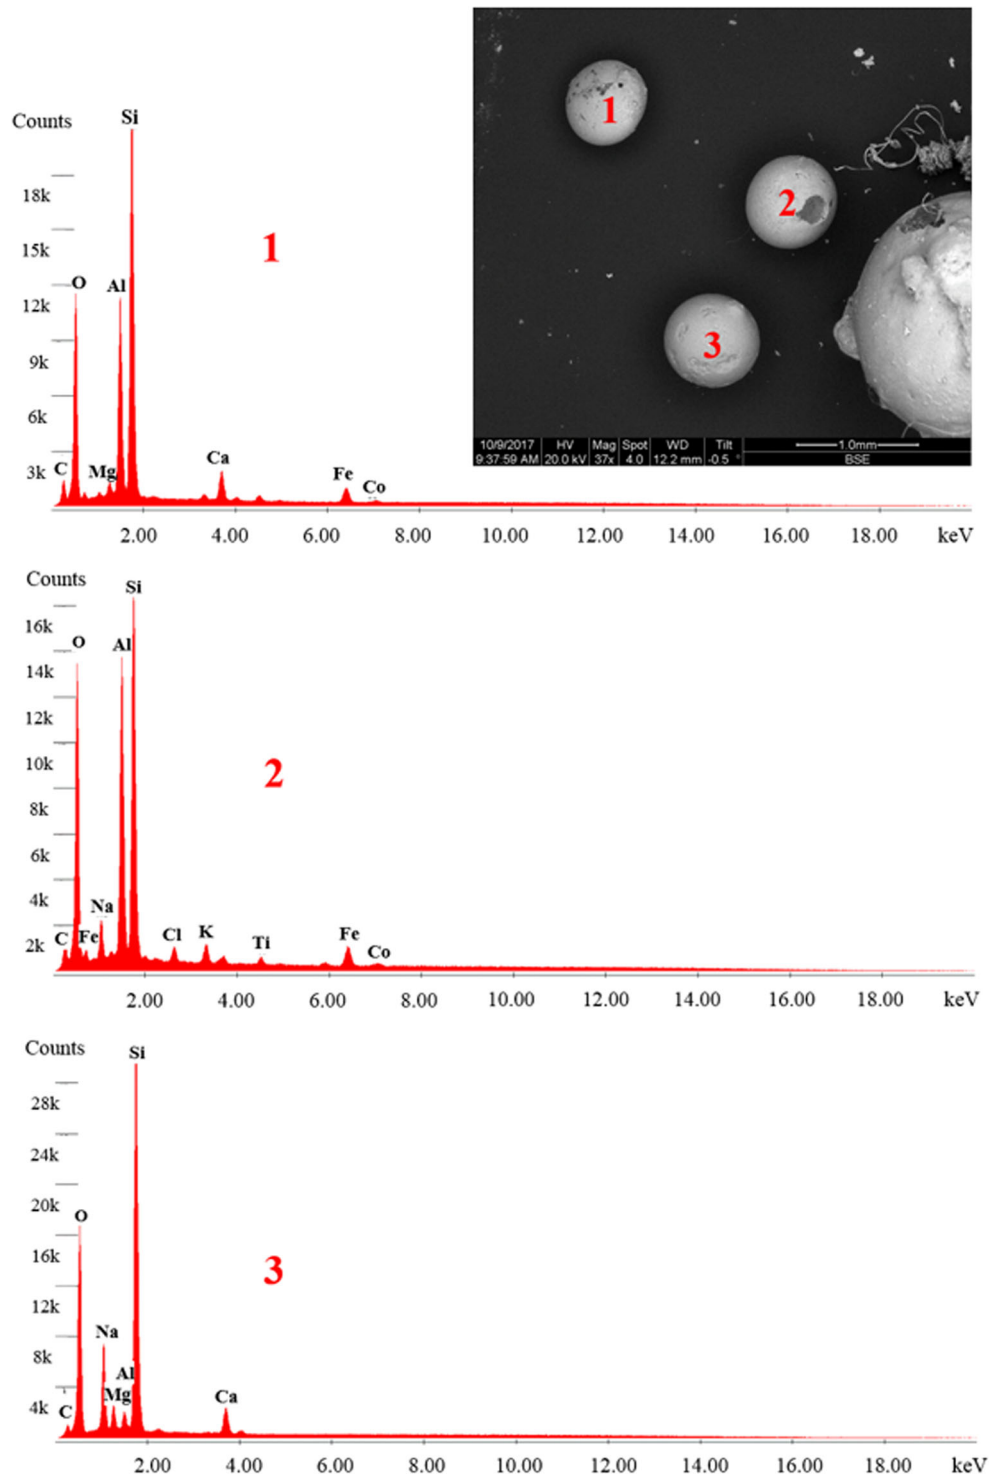 Counts
Si
18k
15k
1
O
Al
12k
9k
6k
3k
C
Mg
Ca
Fe
Co
2.00 4.00 6.00 8.00 10.00 12.00 14.00 16.00 18.00 keV
1
2
3
10/9/2017 HV Mag Spot WD Tilt 1.0mm
9:37:59 AM 20.0 kV 37x 4.0 12.2 mm -0.5 ° BSE
Counts
Si
16k
O
Al
14k
12k
10k
2
8k
6k
4k
Na
2k
C
Fe
Cl
K
Ti
Fe
Co
2.00 4.00 6.00 8.00 10.00 12.00 14.00 16.00 18.00 keV
Counts
Si
28k
24k
20k
O
16k
3
12k
Na
8k
Al
Mg
4k
C
Ca
2.00 4.00 6.00 8.00 10.00 12.00 14.00 16.00 18.00 keV